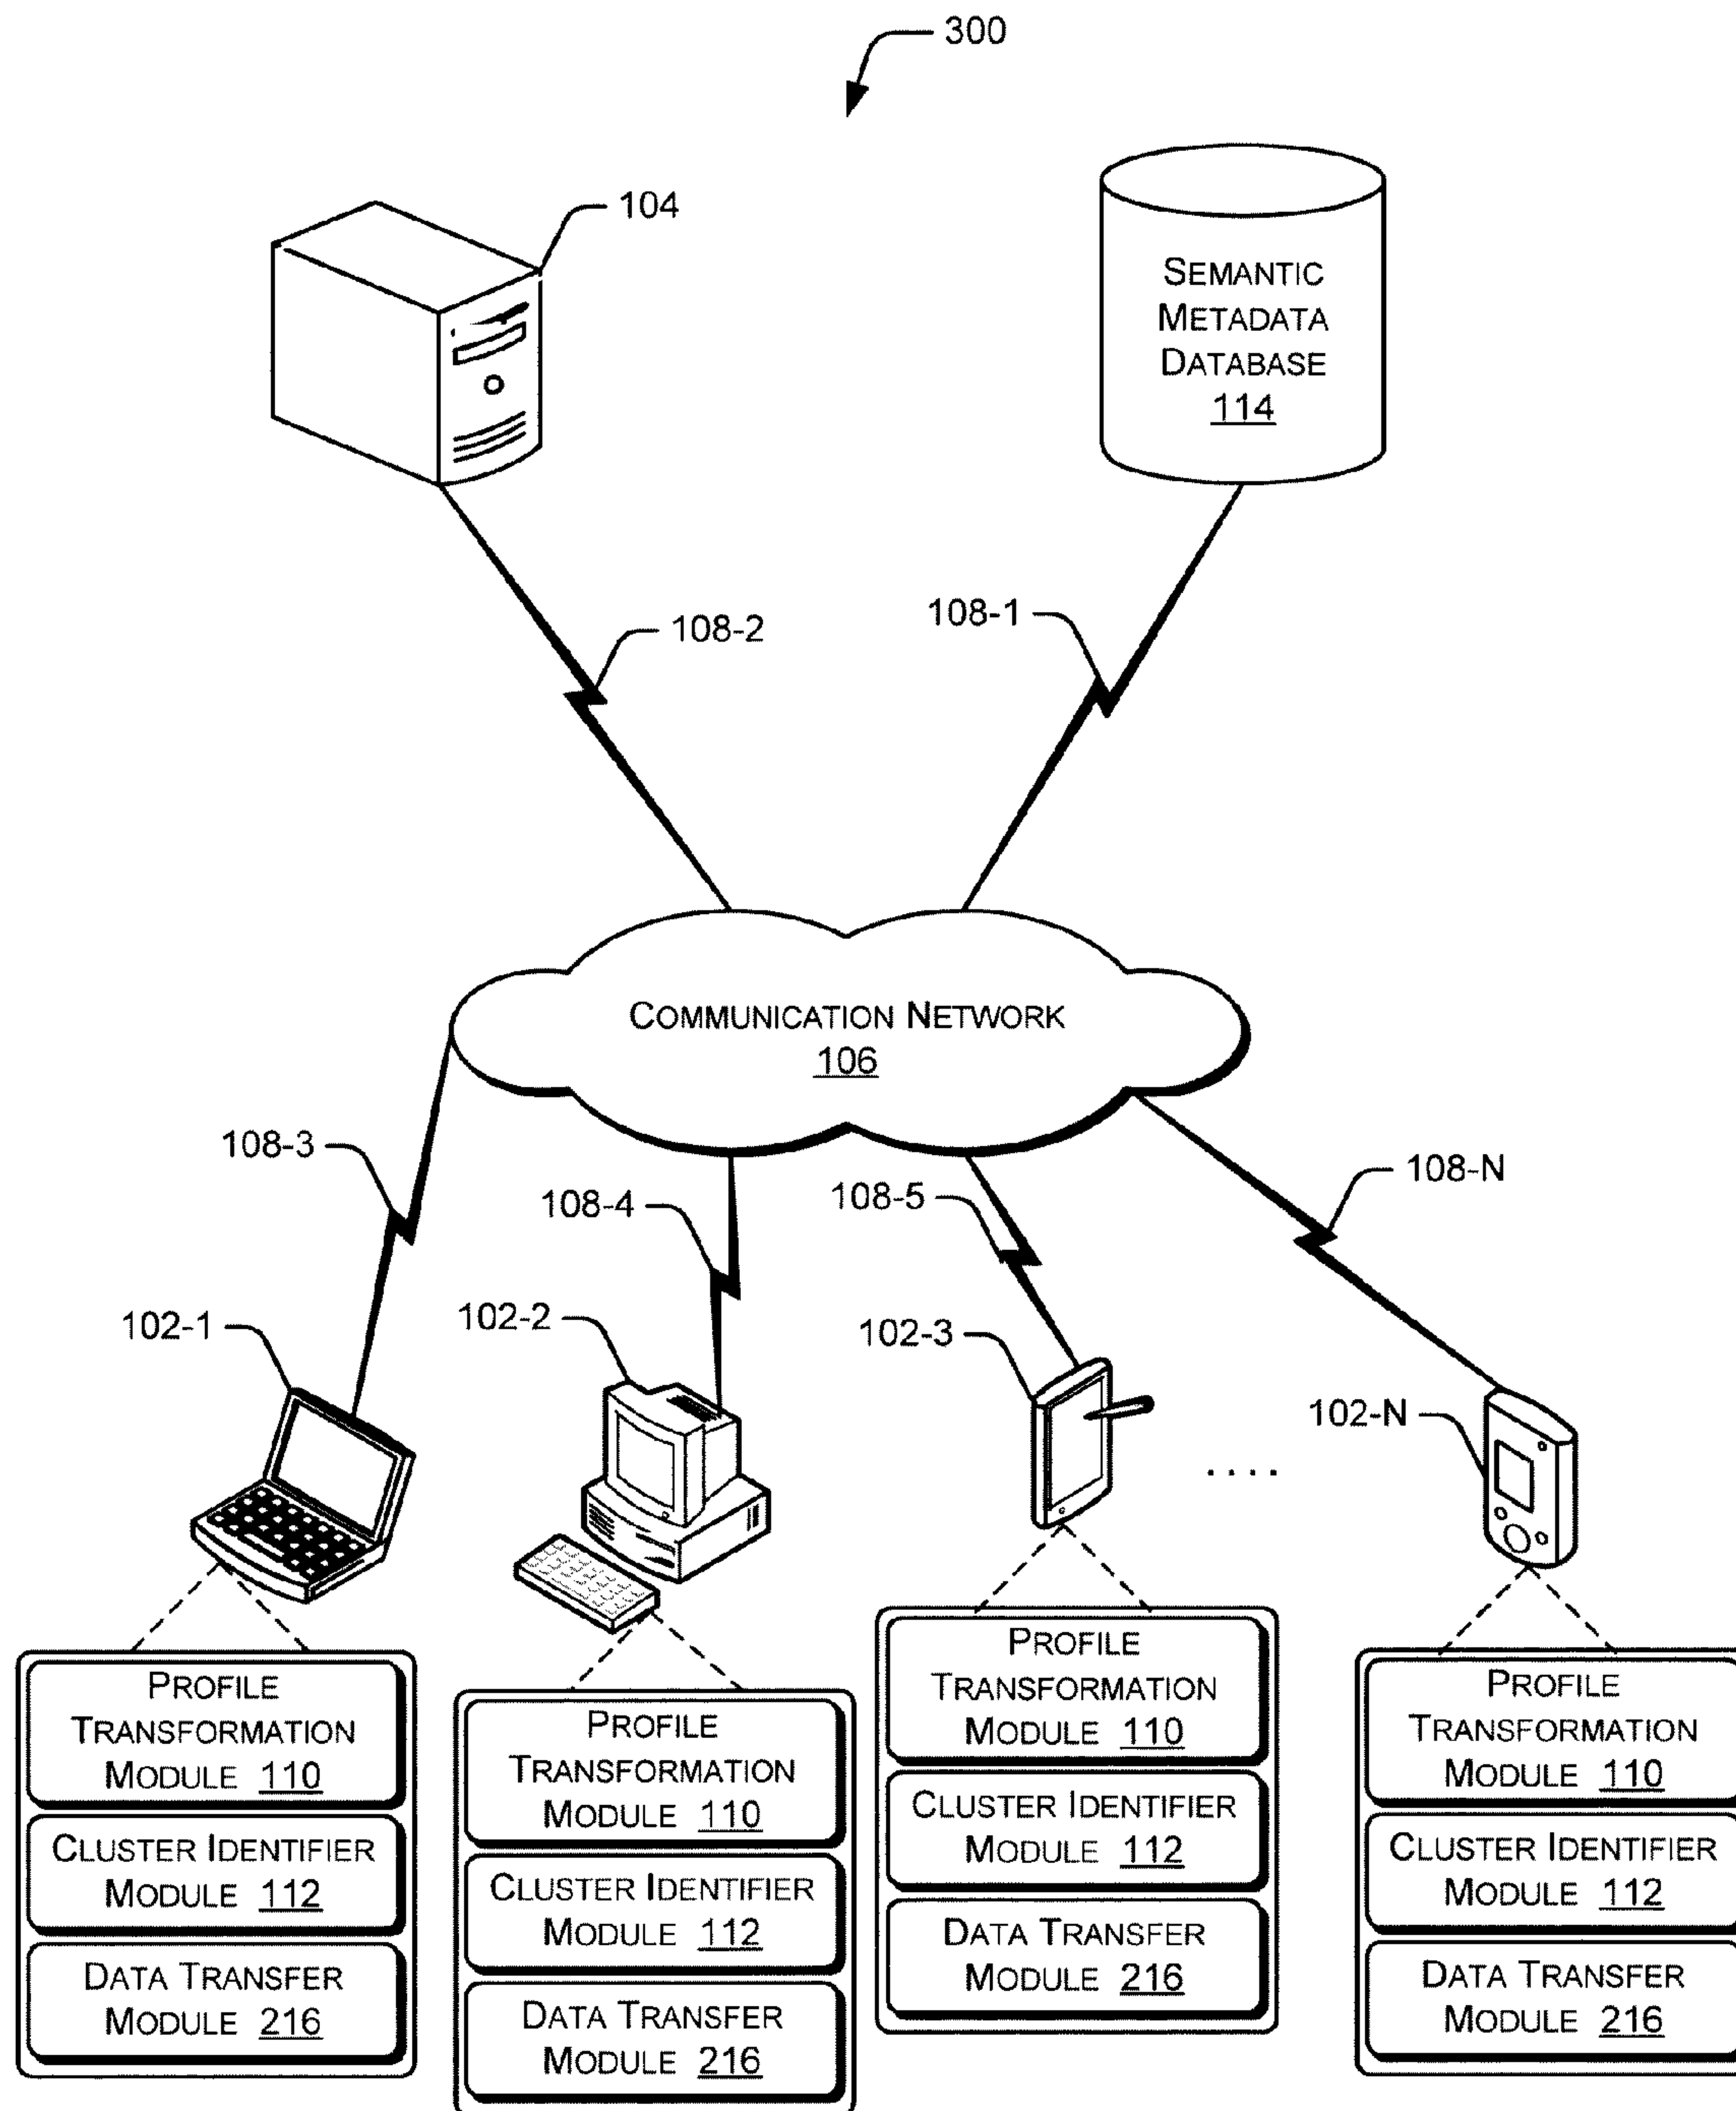 300
104
SEMANTIC
METADATA
DATABASE
114
108-2
108-1
COMMUNICATION NETWORK
106
108-3
108-4
108-5
108-N
102-1
102-2
102-3
102-N
....
PROFILE
TRANSFORMATION
MODULE 110
CLUSTER IDENTIFIER
MODULE 112
DATA TRANSFER
MODULE 216
PROFILE
TRANSFORMATION
MODULE 110
CLUSTER IDENTIFIER
MODULE 112
DATA TRANSFER
MODULE 216
PROFILE
TRANSFORMATION
MODULE 110
CLUSTER IDENTIFIER
MODULE 112
DATA TRANSFER
MODULE 216
PROFILE
TRANSFORMATION
MODULE 110
CLUSTER IDENTIFIER
MODULE 112
DATA TRANSFER
MODULE 216